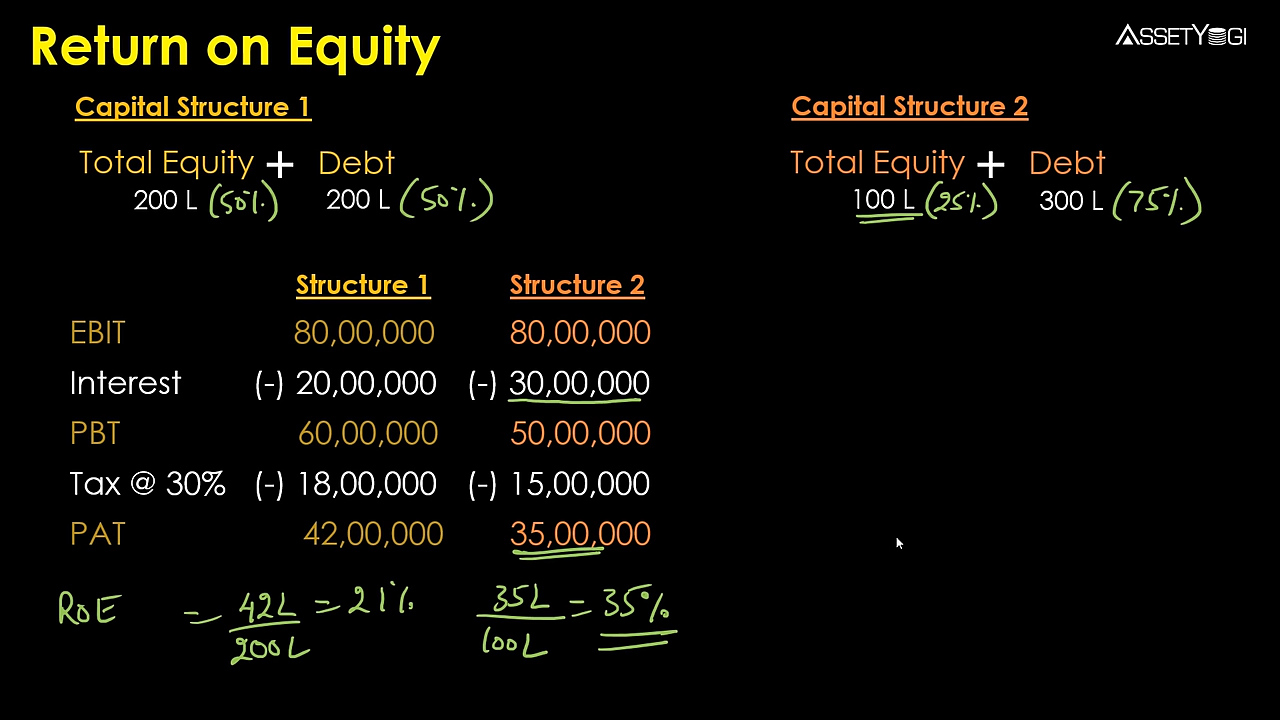 Return on Equity
ASSETYOGI
Capital Structure 1
Total Equity + Debt
200 L (50%) 200 L (50%)
Capital Structure 2
Total Equity + Debt
100 L (25%) 300 L (75%)
Structure 1 Structure 2
EBIT 80,00,000 80,00,000
Interest (-) 20,00,000 (-) 30,00,000
PBT 60,00,000 50,00,000
Tax @ 30% (-) 18,00,000 (-) 15,00,000
PAT 42,00,000 35,00,000
RoE = 42L = 21% 35L = 35%
200L 100L